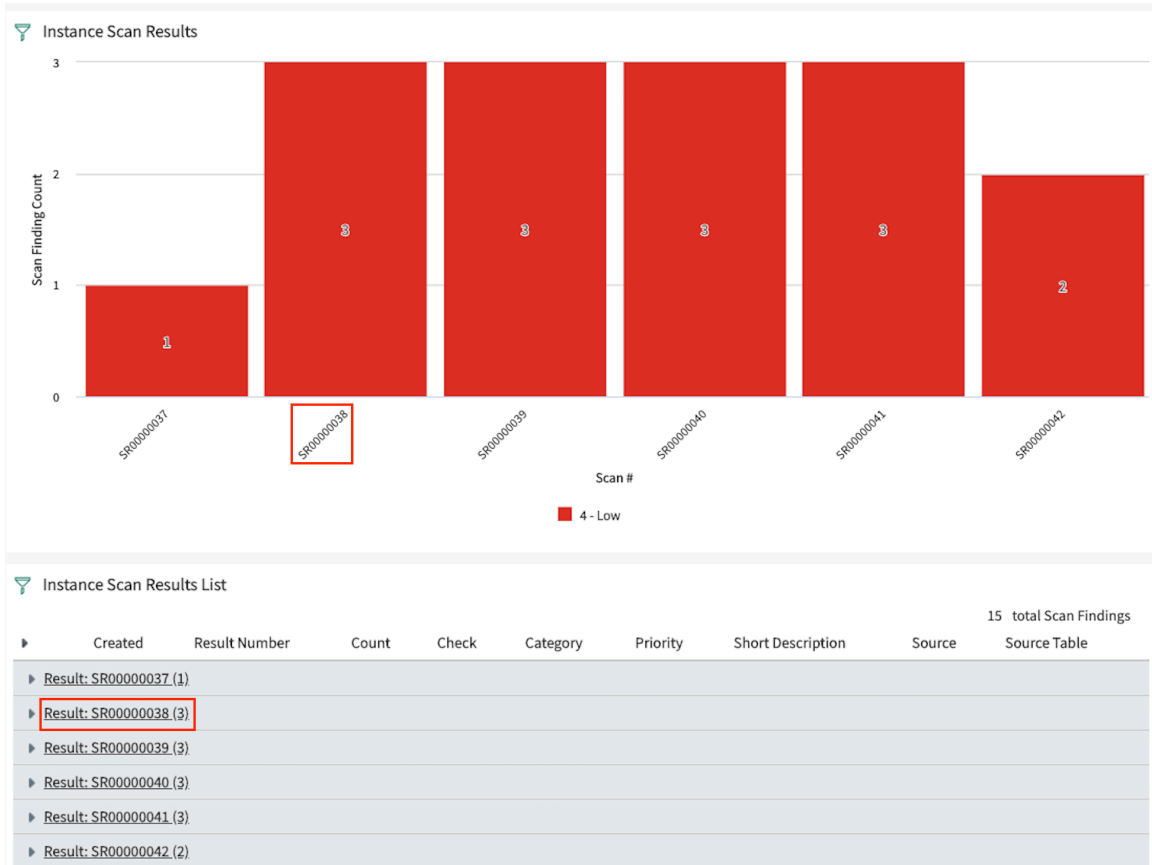 Instance Scan Results
3
2
1
0
Scan Finding Count
1
3
3
3
3
2
SR00000037
SR00000038
SR00000039
SR00000040
SR00000041
SR00000042
Scan #
4 - Low
Instance Scan Results List
15 total Scan Findings
Created Result Number Count Check Category Priority Short Description Source Source Table
Result: SR00000037 (1)
Result: SR00000038 (3)
Result: SR00000039 (3)
Result: SR00000040 (3)
Result: SR00000041 (3)
Result: SR00000042 (2)